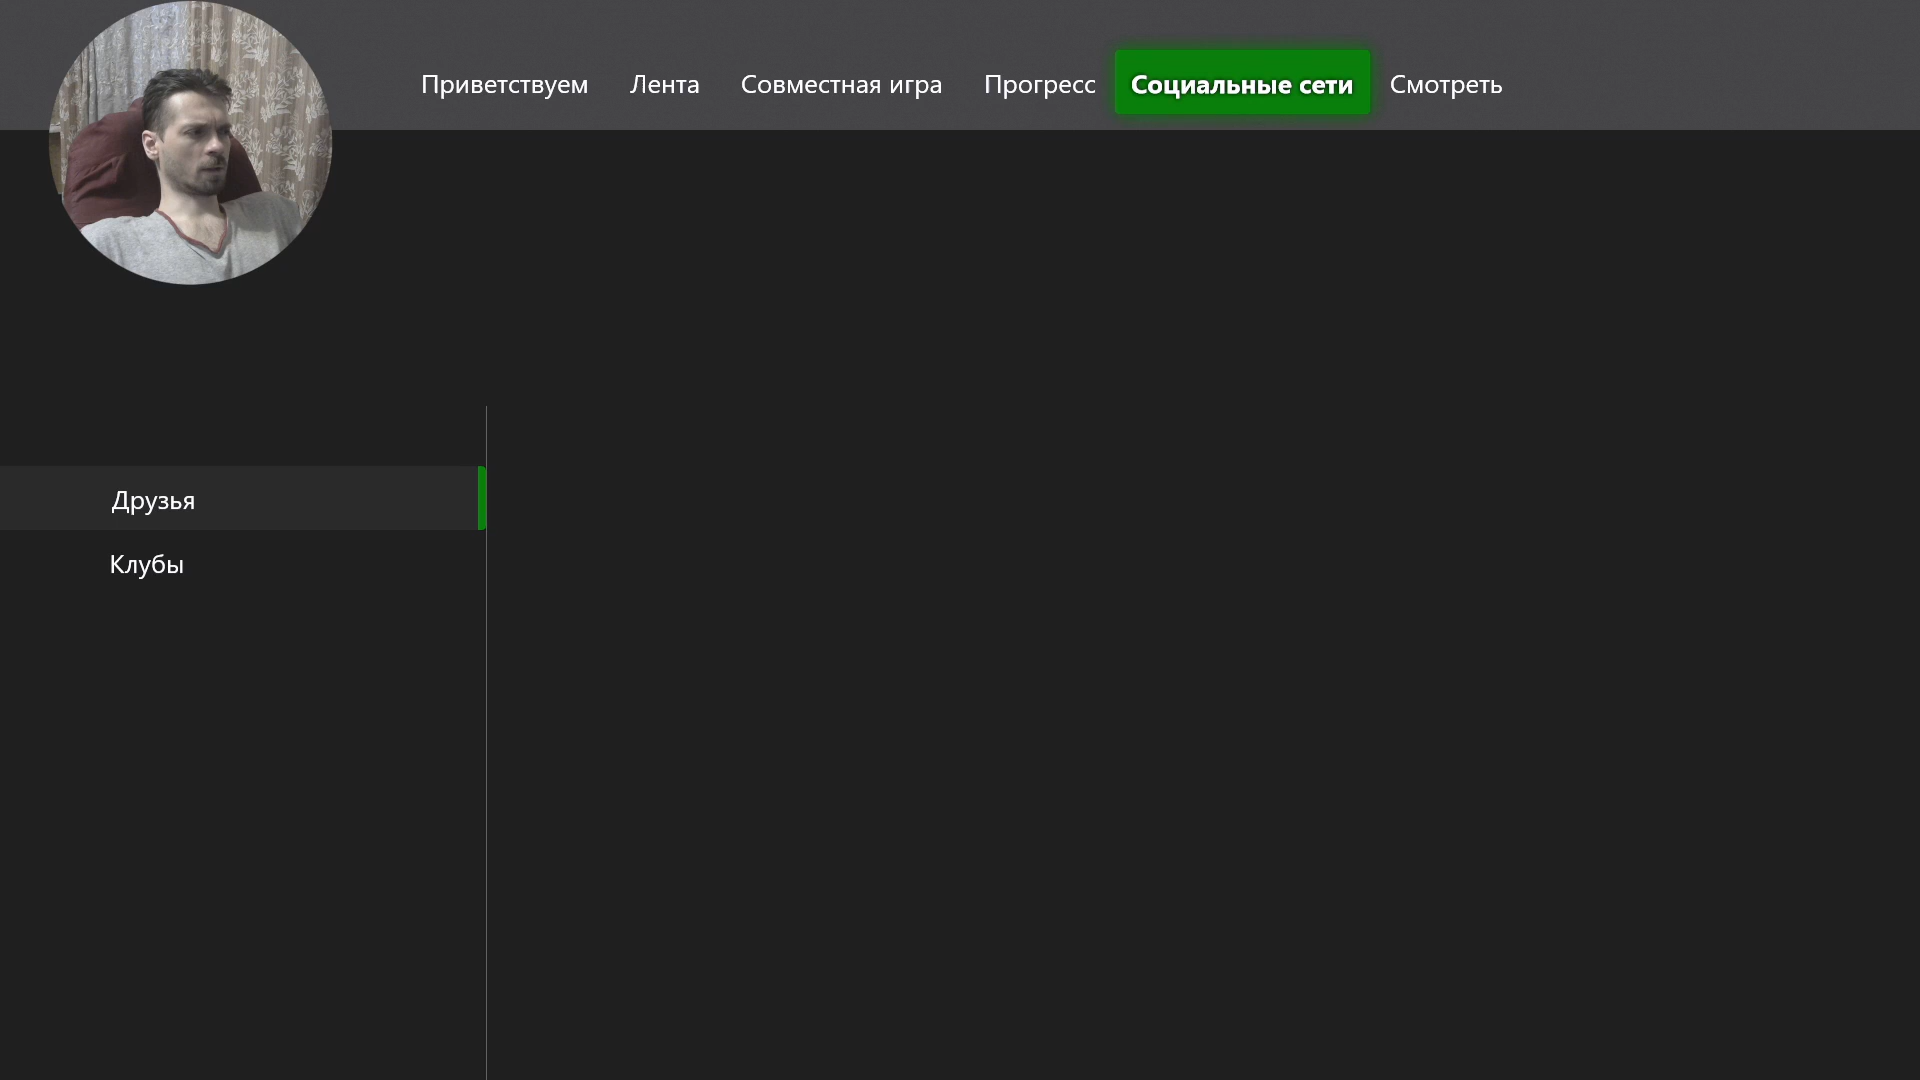 Приветствуем Лента Совместная игра Прогресс Социальные сети Смотреть
Друзья
Клубы